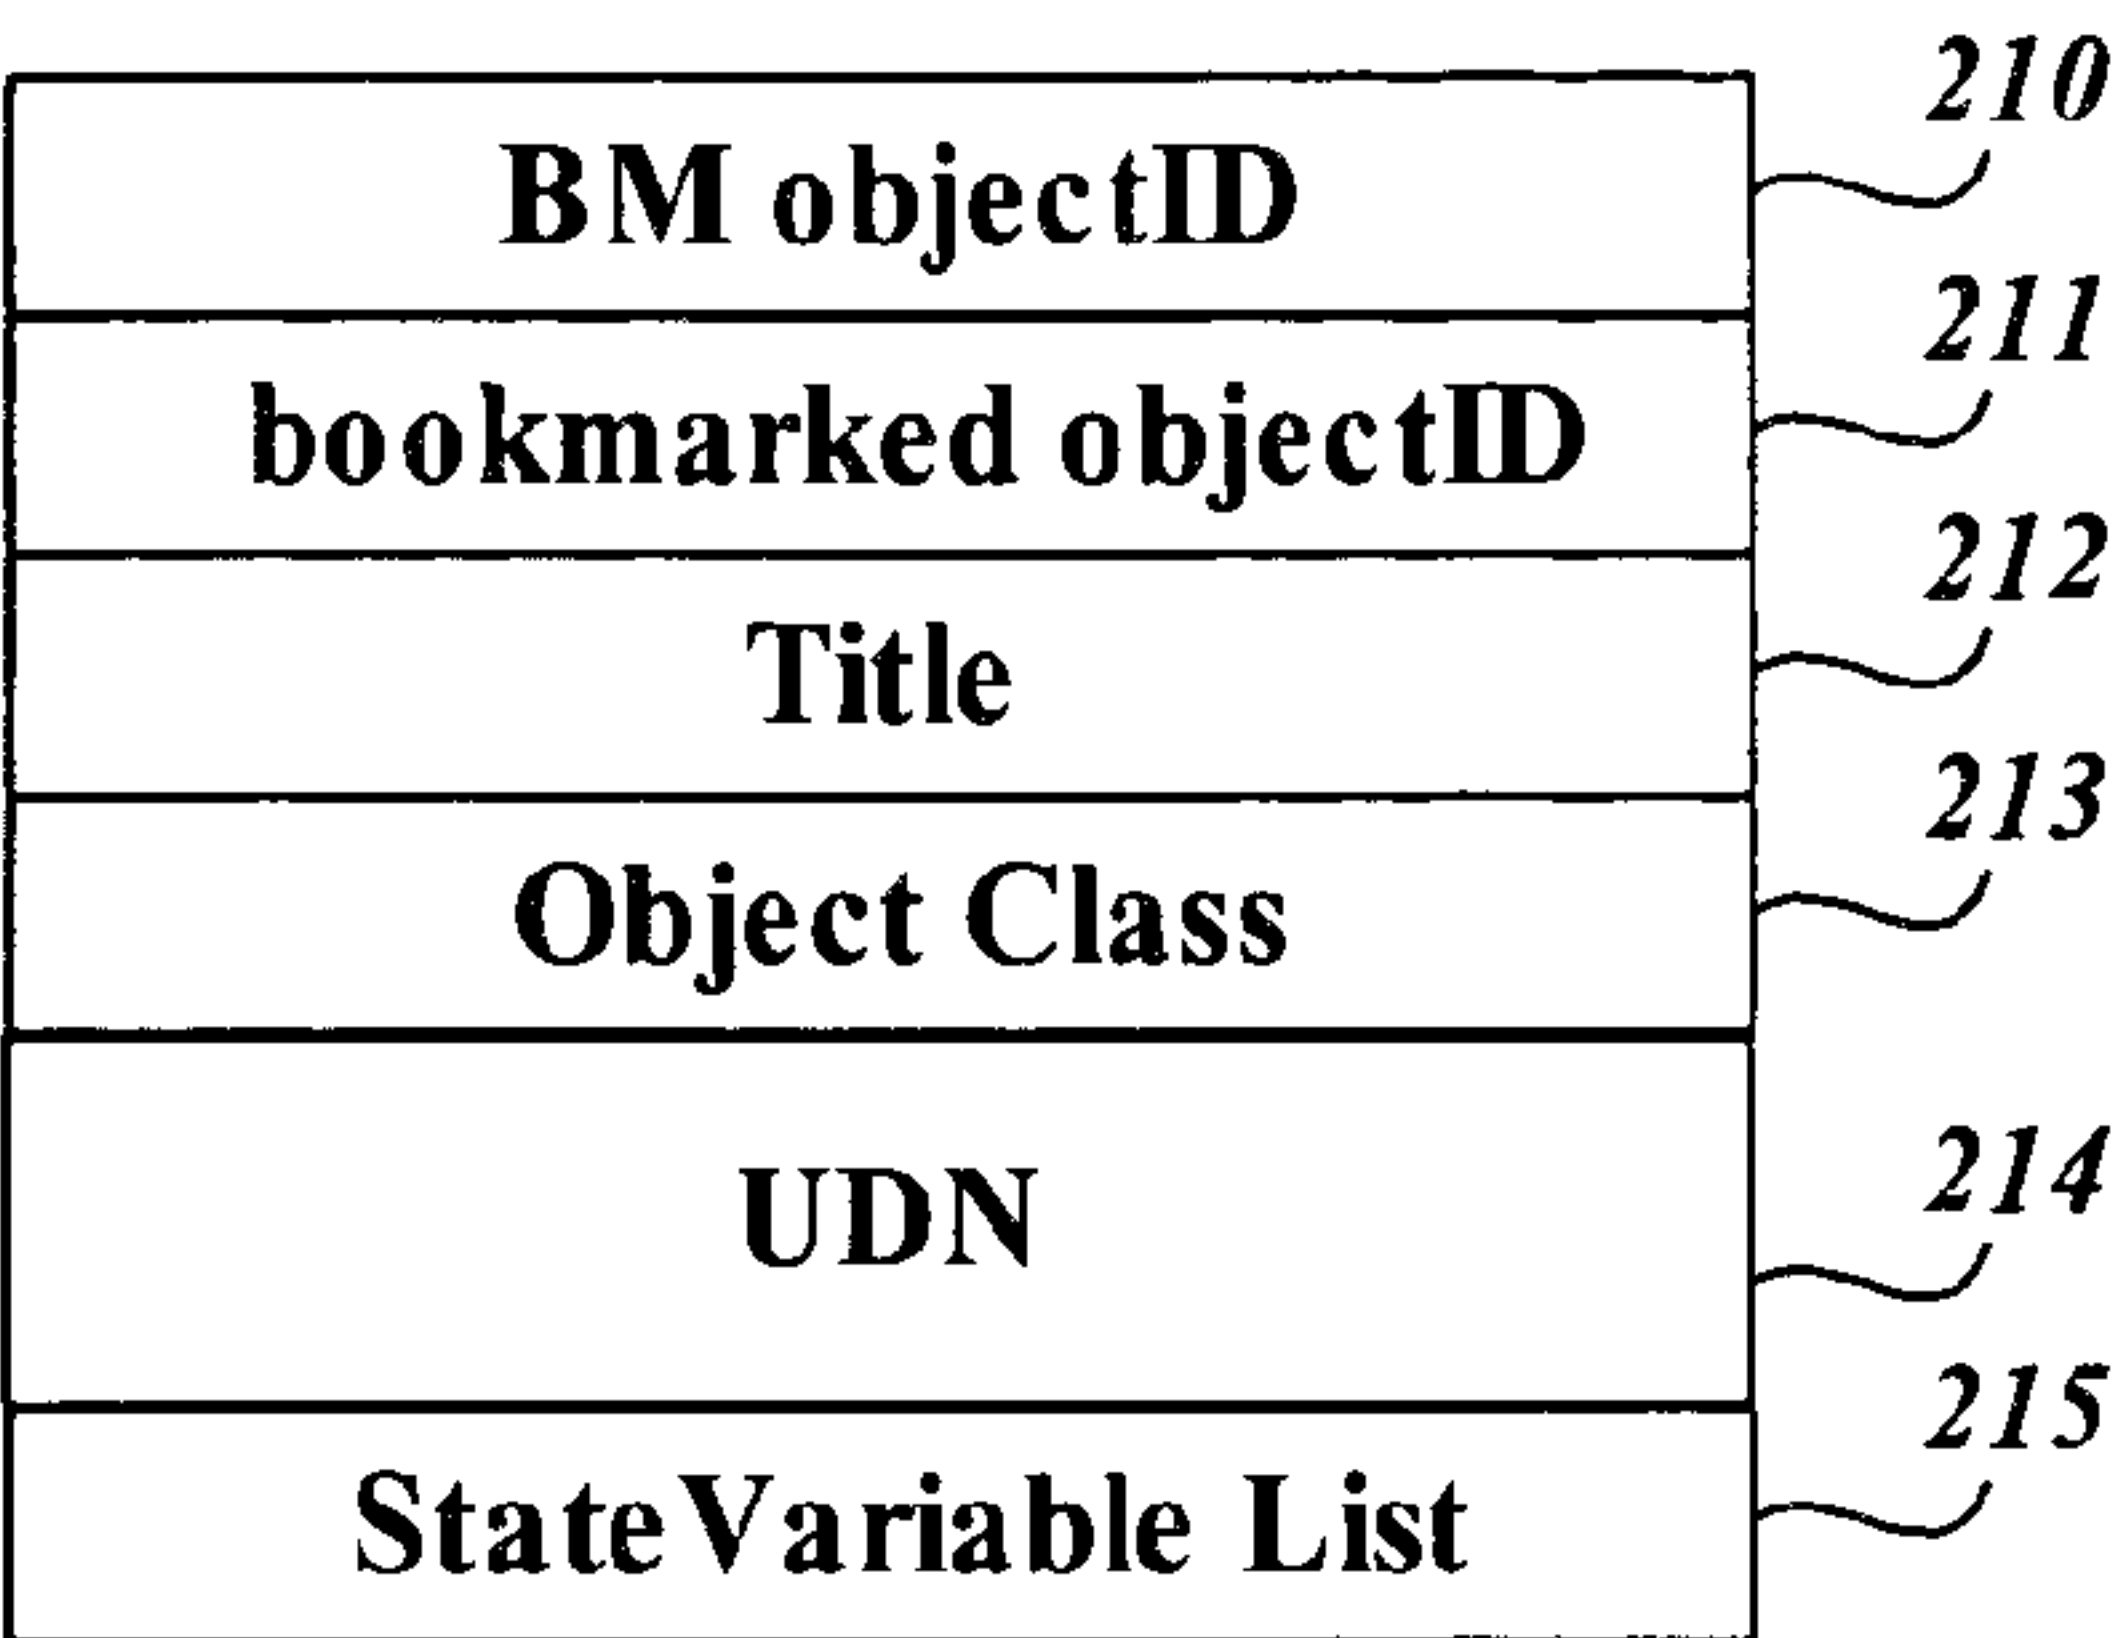 210
BM objectID
211
bookmarked objectID
212
Title
213
Object Class
214
UDN
215
StateVariable List